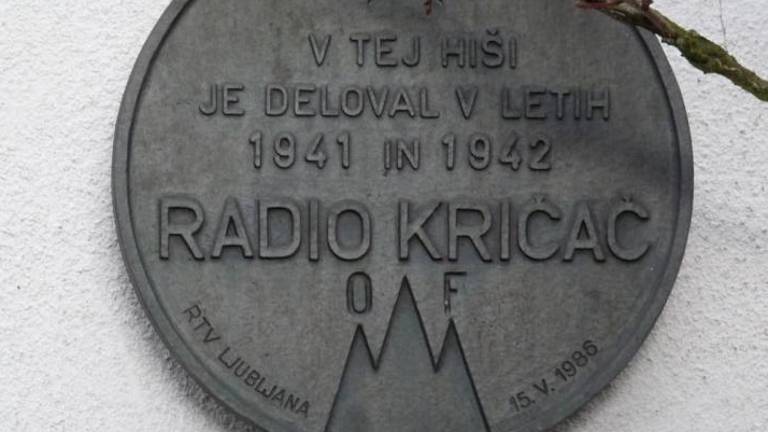 V TEJ HIŠI
JE DELOVAL V LETIH
1941 IN 1942
RADIO KRIČAČ
O F
RTV LJUBLJANA
15. V. 1986